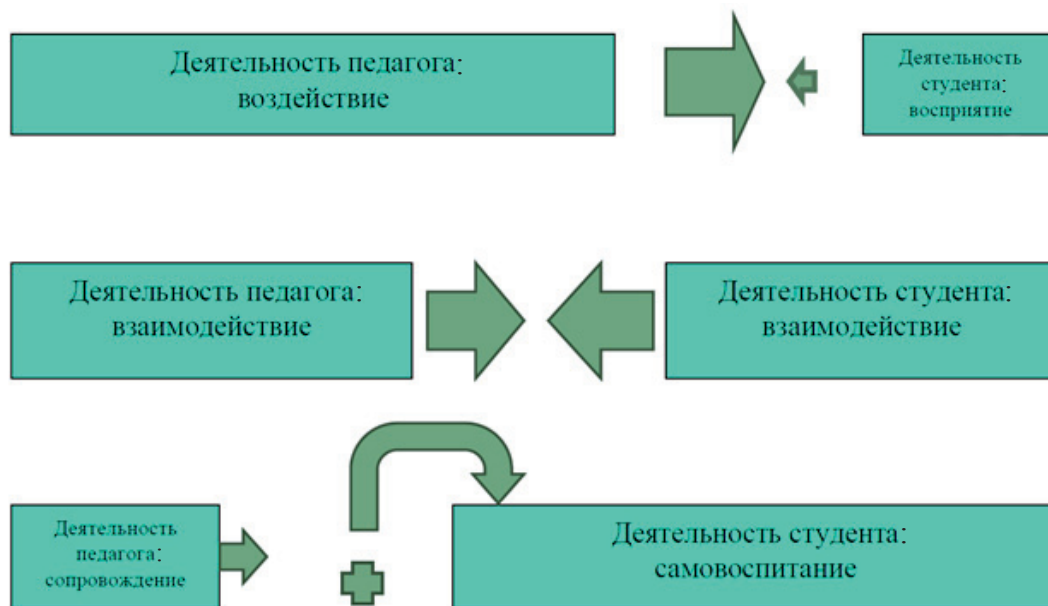 Деятельность педагога:
воздействие
Деятельность
студента:
восприятие
Деятельность педагога:
взаимодействие
Деятельность студента:
взаимодействие
Деятельность
педагога:
сопровождение
Деятельность студента:
самовоспитание